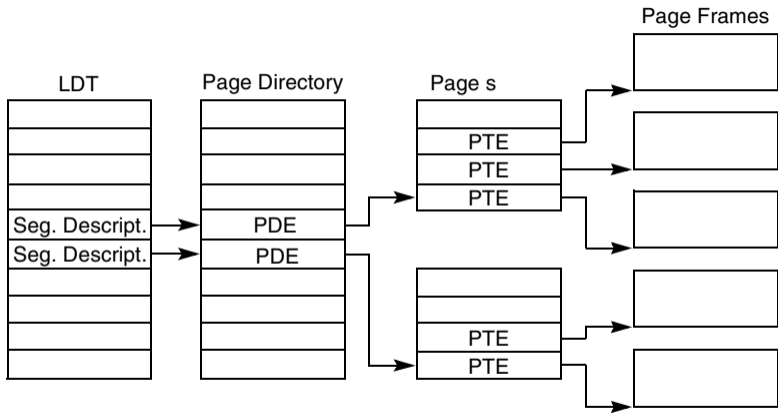 Page Frames
LDT
Page Directory
Page s
PTE
PTE
PTE
Seg. Descript.
PDE
Seg. Descript.
PDE
PTE
PTE